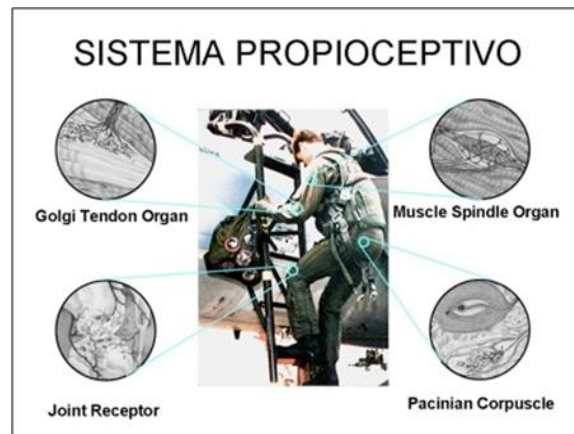 SISTEMA PROPIOCEPTIVO
Golgi Tendon Organ
Muscle Spindle Organ
Joint Receptor
Pacinian Corpuscle